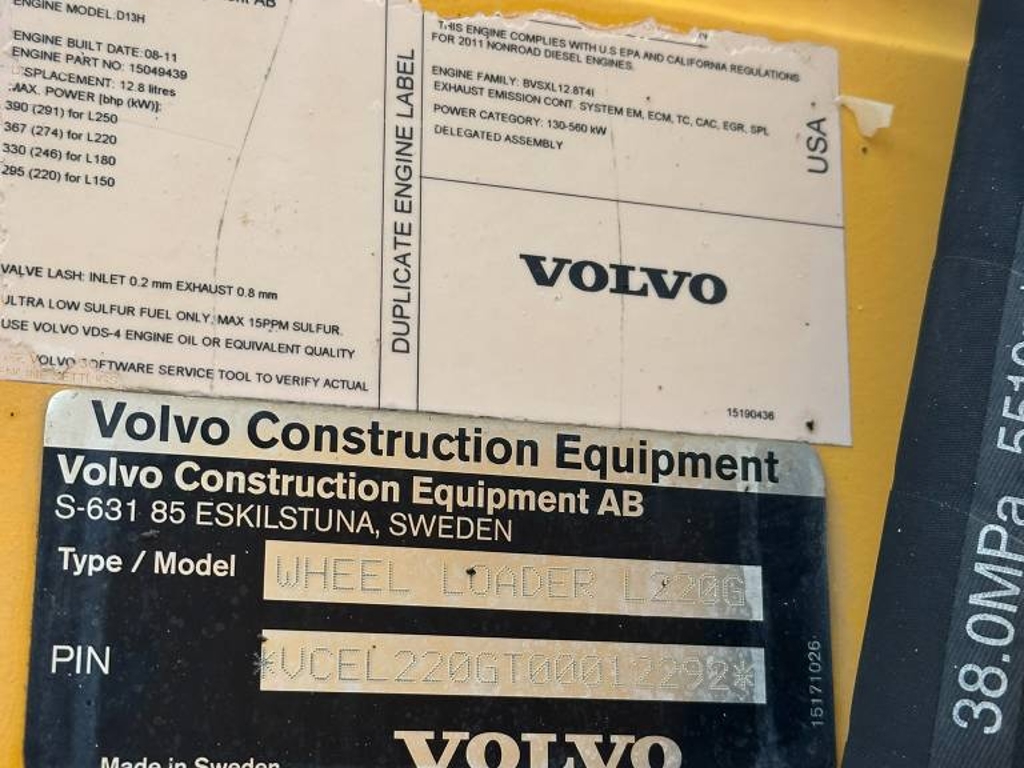 ment AB
ENGINE MODEL: D13H
ENGINE BUILT DATE: 08-11
ENGINE PART NO: 15049439
DISPLACEMENT: 12.8 litres
MAX. POWER [bhp (kW)]:
390 (291) for L250
367 (274) for L220
330 (246) for L180
295 (220) for L150
VALVE LASH: INLET 0.2 mm EXHAUST 0.8 mm
ULTRA LOW SULFUR FUEL ONLY, MAX 15PPM SULFUR.
USE VOLVO VDS-4 ENGINE OIL OR EQUIVALENT QUALITY
USE VOLVO SOFTWARE SERVICE TOOL TO VERIFY ACTUAL
DUPLICATE ENGINE LABEL
THIS ENGINE COMPLIES WITH U.S EPA AND CALIFORNIA REGULATIONS
FOR 2011 NONROAD DIESEL ENGINES.
ENGINE FAMILY: BVSXL12.8T4I
EXHAUST EMISSION CONT. SYSTEM EM, ECM, TC, CAC, EGR, SPL
POWER CATEGORY: 130-560 kW
DELEGATED ASSEMBLY
USA
VOLVO
15190436
Volvo Construction Equipment
Volvo Construction Equipment AB
S-631 85 ESKILSTUNA, SWEDEN
Type / Model WHEEL LOADER L220G
PIN *VCEL220GT00012292*
15171026
VOLVO
Made in Sweden
38.0MPa 5510